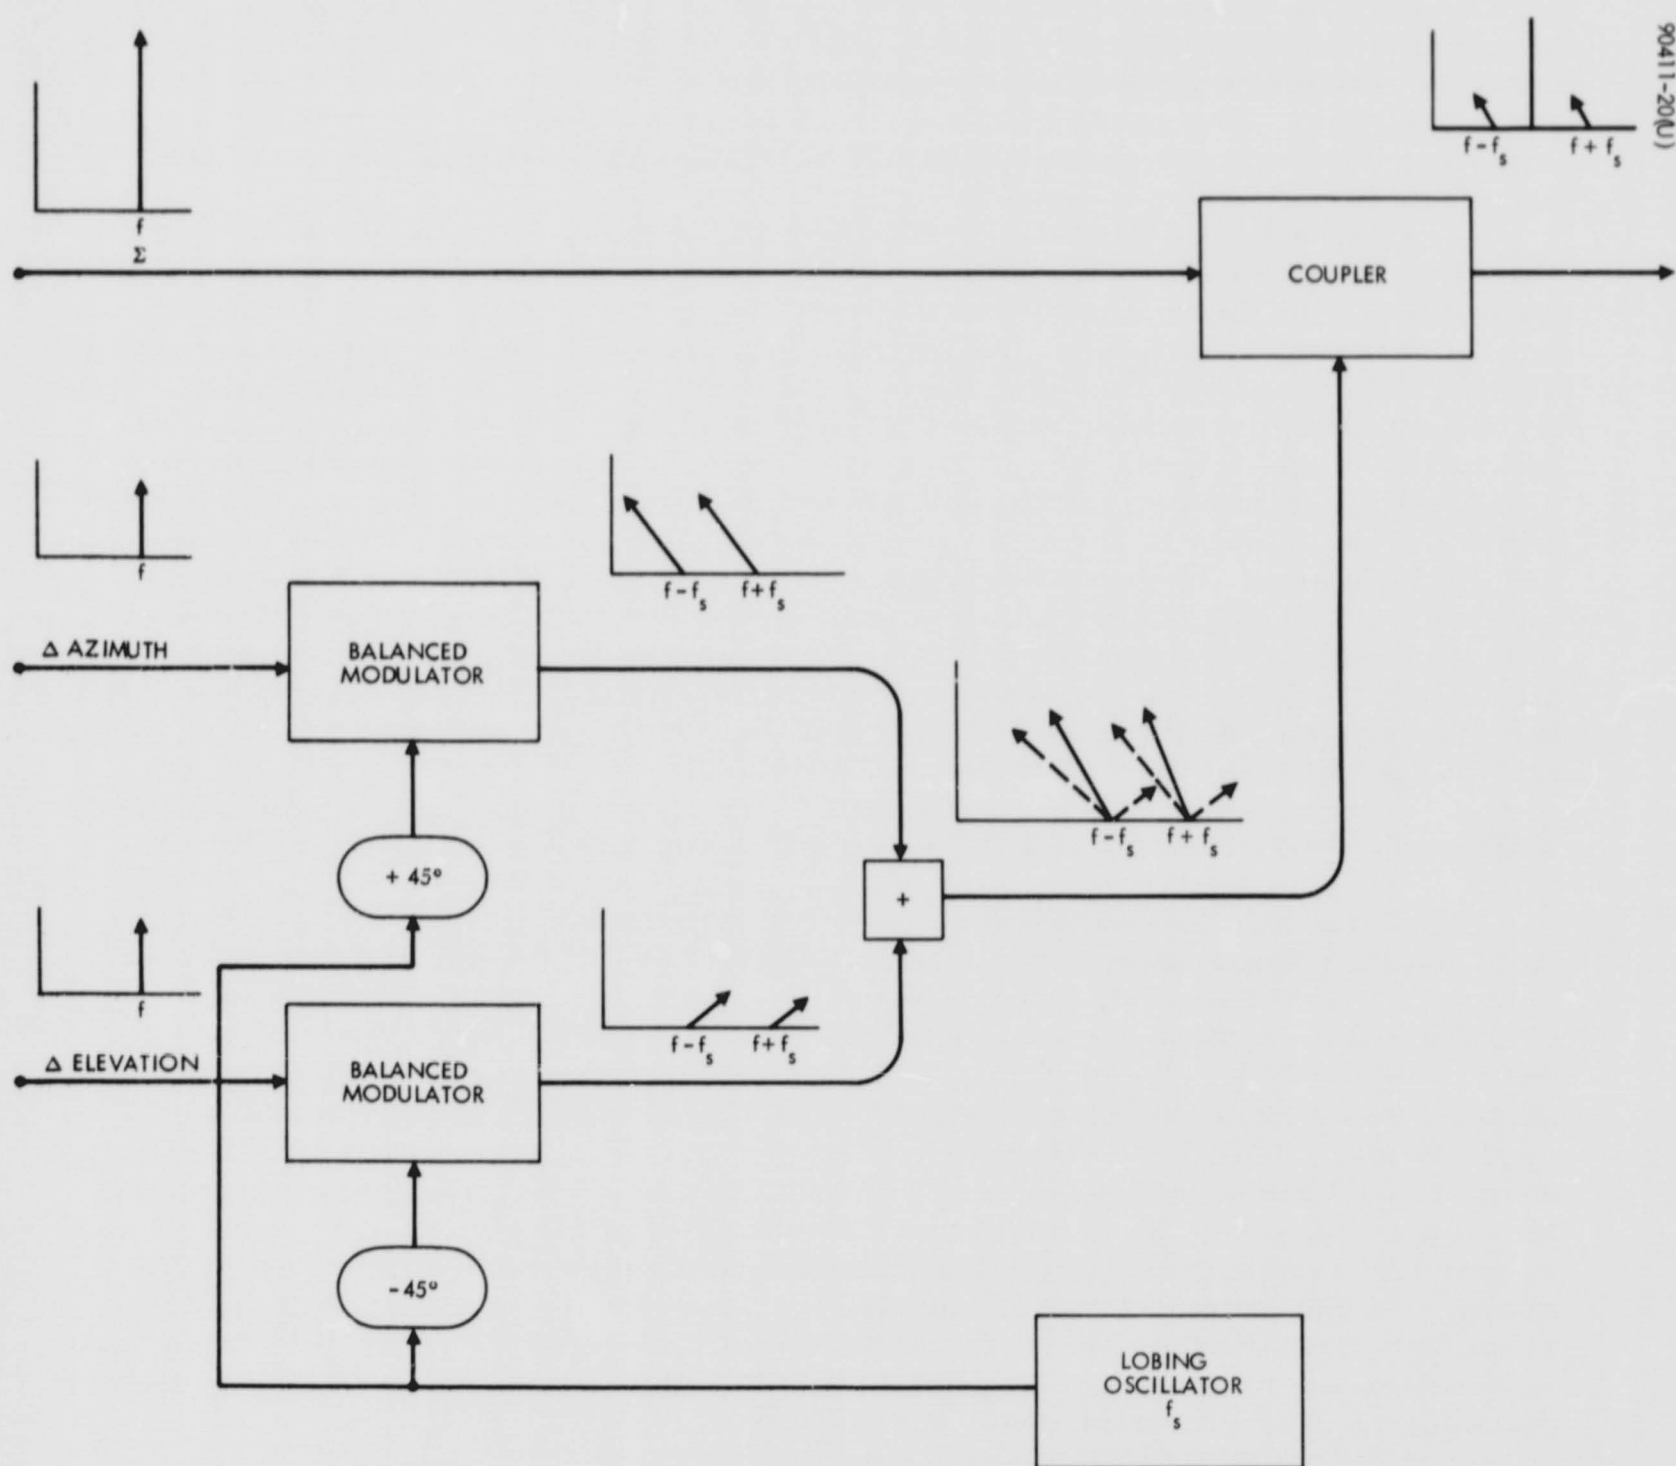 90411-20(U)
f - f s
f + f s
f
Σ
COUPLER
f
f - f s
f + f s
Δ AZIMUTH
BALANCED
MODULATOR
f - f s
f + f s
+ 45°
+
f
f - f s
f + f s
Δ ELEVATION
BALANCED
MODULATOR
- 45°
LOBING
OSCILLATOR
f s